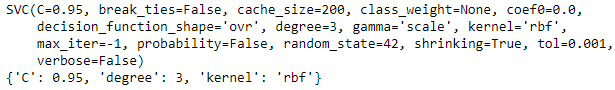 SVC(C=0.95, break_ties=False, cache_size=200, class_weight=None, coef0=0.0,
    decision_function_shape='ovr', degree=3, gamma='scale', kernel='rbf',
    max_iter=-1, probability=False, random_state=42, shrinking=True, tol=0.001,
    verbose=False)
{'C': 0.95, 'degree': 3, 'kernel': 'rbf'}